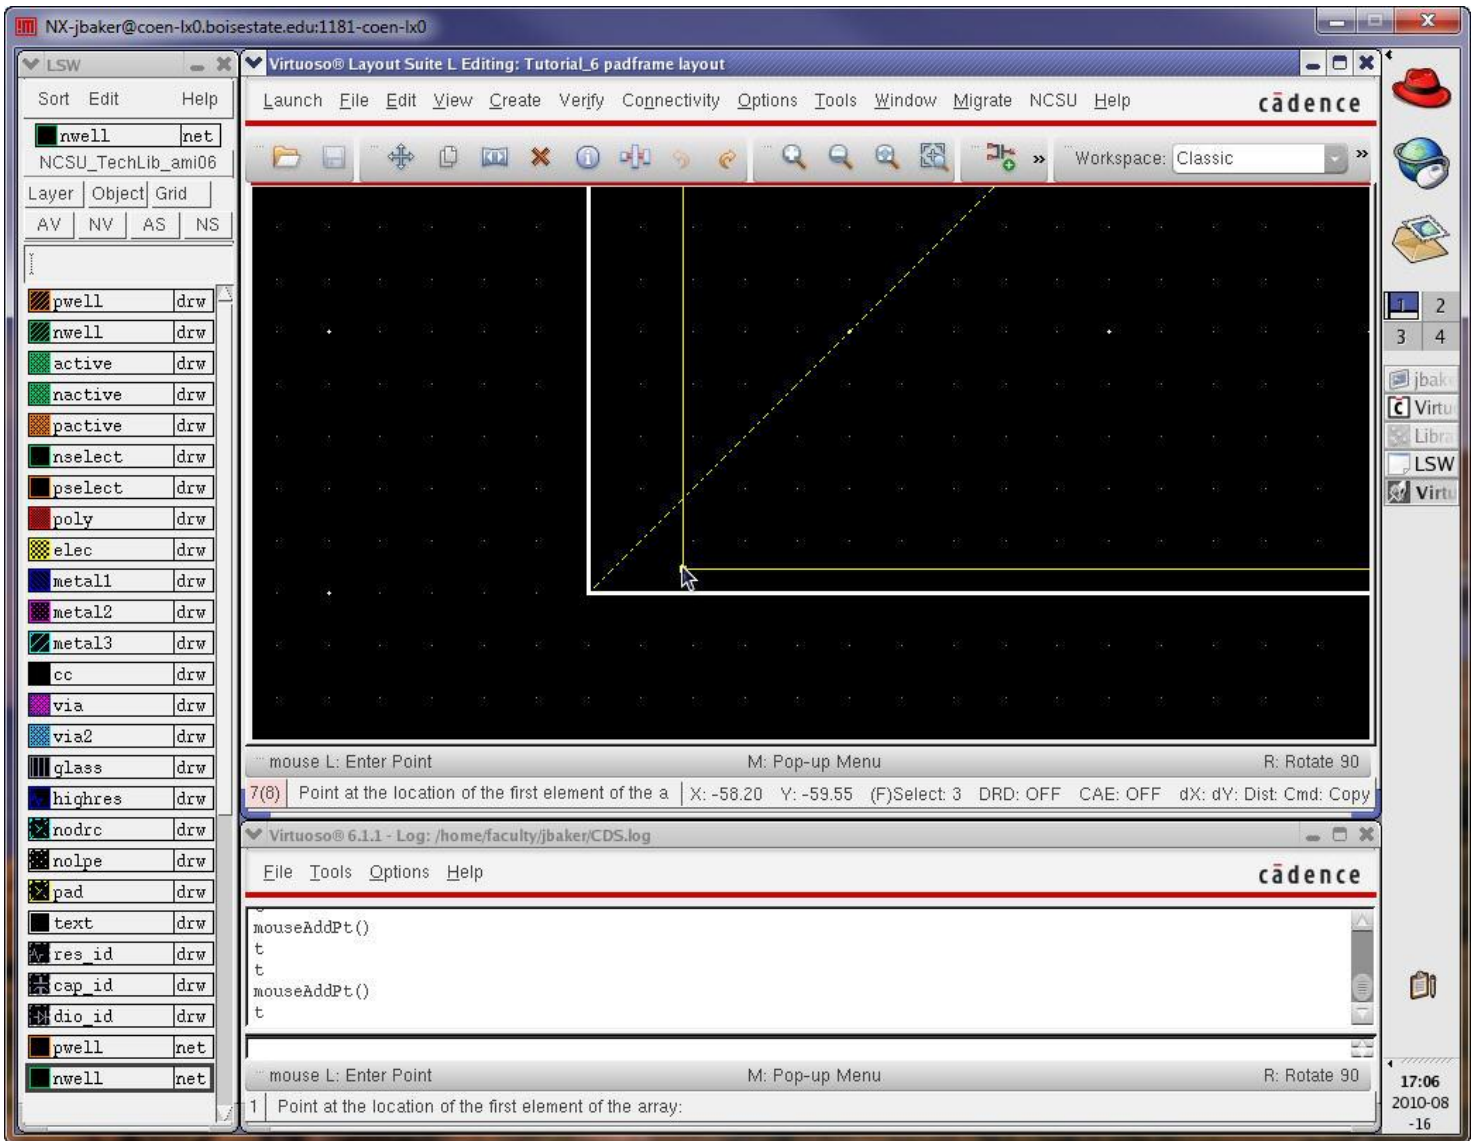 NX-jbaker@coen-lx0.boisestate.edu:1181-coen-lx0
LSW
Sort Edit Help
nwell net
NCSU_TechLib_ami06
Layer Object Grid
AV NV AS NS
pwell drw
nwell drw
active drw
nactive drw
pactive drw
nselect drw
pselect drw
poly drw
elec drw
metal1 drw
metal2 drw
metal3 drw
cc drw
via drw
via2 drw
glass drw
highres drw
nodrc drw
nolpe drw
pad drw
text drw
res_id drw
cap_id drw
dio_id drw
pwell net
nwell net
Virtuoso® Layout Suite L Editing: Tutorial_6 padframe layout
Launch File Edit View Create Verify Connectivity Options Tools Window Migrate NCSU Help
cādence
» Workspace: Classic »
mouse L: Enter Point M: Pop-up Menu R: Rotate 90
7(8) Point at the location of the first element of the a X: -58.20 Y: -59.55 (F)Select: 3 DRD: OFF CAE: OFF dX: dY: Dist: Cmd: Copy
Virtuoso® 6.1.1 - Log: /home/faculty/jbaker/CDS.log
File Tools Options Help
cādence
mouseAddPt()
t
t
mouseAddPt()
t
mouse L: Enter Point M: Pop-up Menu R: Rotate 90
1 Point at the location of the first element of the array:
1 2
3 4
jbake
Virtu
Libra
LSW
Virtu
17:06
2010-08
-16